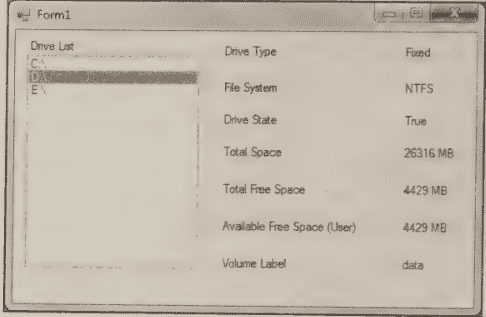 Form1
Drive List
C:\
D:\
E:\
Drive Type Fixed
File System NTFS
Drive State True
Total Space 26316 MB
Total Free Space 4429 MB
Available Free Space (User) 4429 MB
Volume Label data